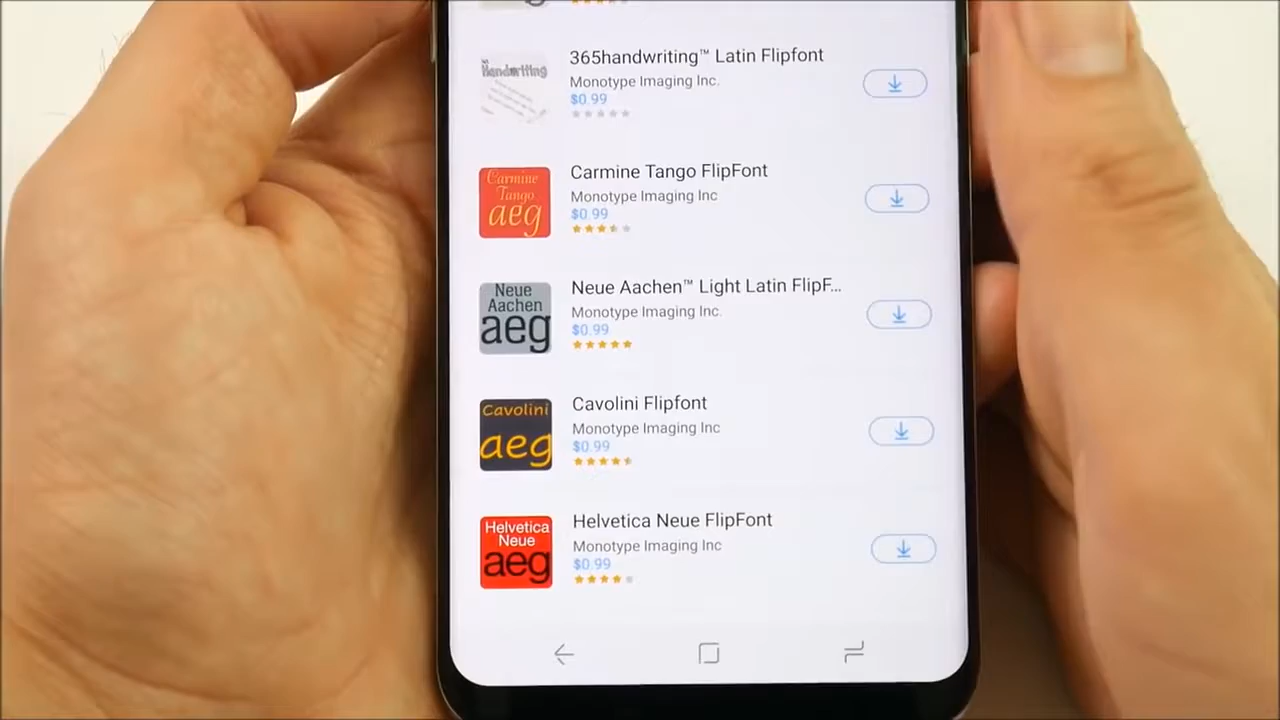 365handwriting™ Latin Flipfont
Monotype Imaging Inc.
$0.99
Handwriting
Carmine Tango FlipFont
Monotype Imaging Inc
$0.99
Carmine
Tango
aeg
Neue Aachen™ Light Latin FlipF...
Monotype Imaging Inc.
$0.99
Neue
Aachen
aeg
Cavolini Flipfont
Monotype Imaging Inc
$0.99
Cavolini
aeg
Helvetica Neue FlipFont
Monotype Imaging Inc
$0.99
Helvetica
Neue
aeg